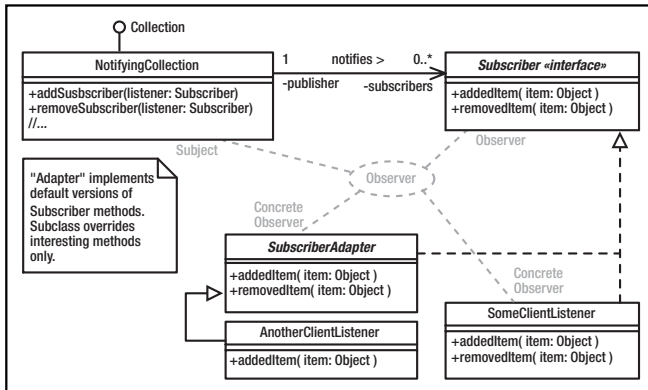 Collection
NotifyingCollection
+addSusbscriber(listener: Subscriber)
+removeSubscriber(listener: Subscriber)
//...
1 notifies > 0..*
-publisher -subscribers
Subscriber «interface»
+addedItem( item: Object )
+removedItem( item: Object )
Subject
Observer
Observer
"Adapter" implements
default versions of
Subscriber methods.
Subclass overrides
interesting methods
only.
Concrete
Observer
SubscriberAdapter
+addedItem( item: Object )
+removedItem( item: Object )
AnotherClientListener
+addedItem( item: Object )
Concrete
Observer
SomeClientListener
+addedItem( item: Object )
+removedItem( item: Object )